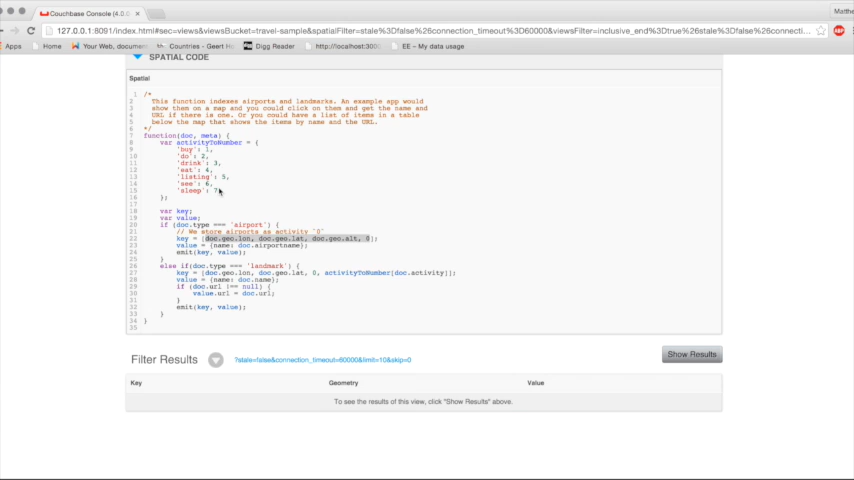 Couchbase Console (4.0.0
Matthe
127.0.0.1:8091/index.html#sec=views&viewsBucket=travel-sample&spatialFilter=stale%3Dfalse%26connection_timeout%3D60000&viewsFilter=inclusive_end%3Dtrue%26stale%3Dfalse%26connecti...
ABP
Apps Home Your Web, documen Countries - Geert Ho Digg Reader http://localhost:300 EE – My data usage
SPATIAL CODE
Spatial
1 /*
2 This function indexes airports and landmarks. An example app would
3 show them on a map and you could click on them and get the name and
4 URL if there is one. Or you could have a list of items in a table
5 below the map that shows the items by name and the URL.
6 */
7 function(doc, meta) {
8 var activityToNumber = {
9 'buy': 1,
10 'do': 2,
11 'drink': 3,
12 'eat': 4,
13 'listing': 5,
14 'see': 6,
15 'sleep': 7
16 };
17
18 var key;
19 var value;
20 if (doc.type === 'airport') {
21 // We store airports as activity `0`
22 key = [doc.geo.lon, doc.geo.lat, doc.geo.alt, 0];
23 value = {name: doc.airportname};
24 emit(key, value);
25 }
26 else if(doc.type === 'landmark') {
27 key = [doc.geo.lon, doc.geo.lat, 0, activityToNumber[doc.activity]];
28 value = {name: doc.name};
29 if (doc.url !== null) {
30 value.url = doc.url;
31 }
32 emit(key, value);
33 }
34 }
35
Filter Results ?stale=false&connection_timeout=60000&limit=10&skip=0 Show Results
Key Geometry Value
To see the results of this view, click "Show Results" above.